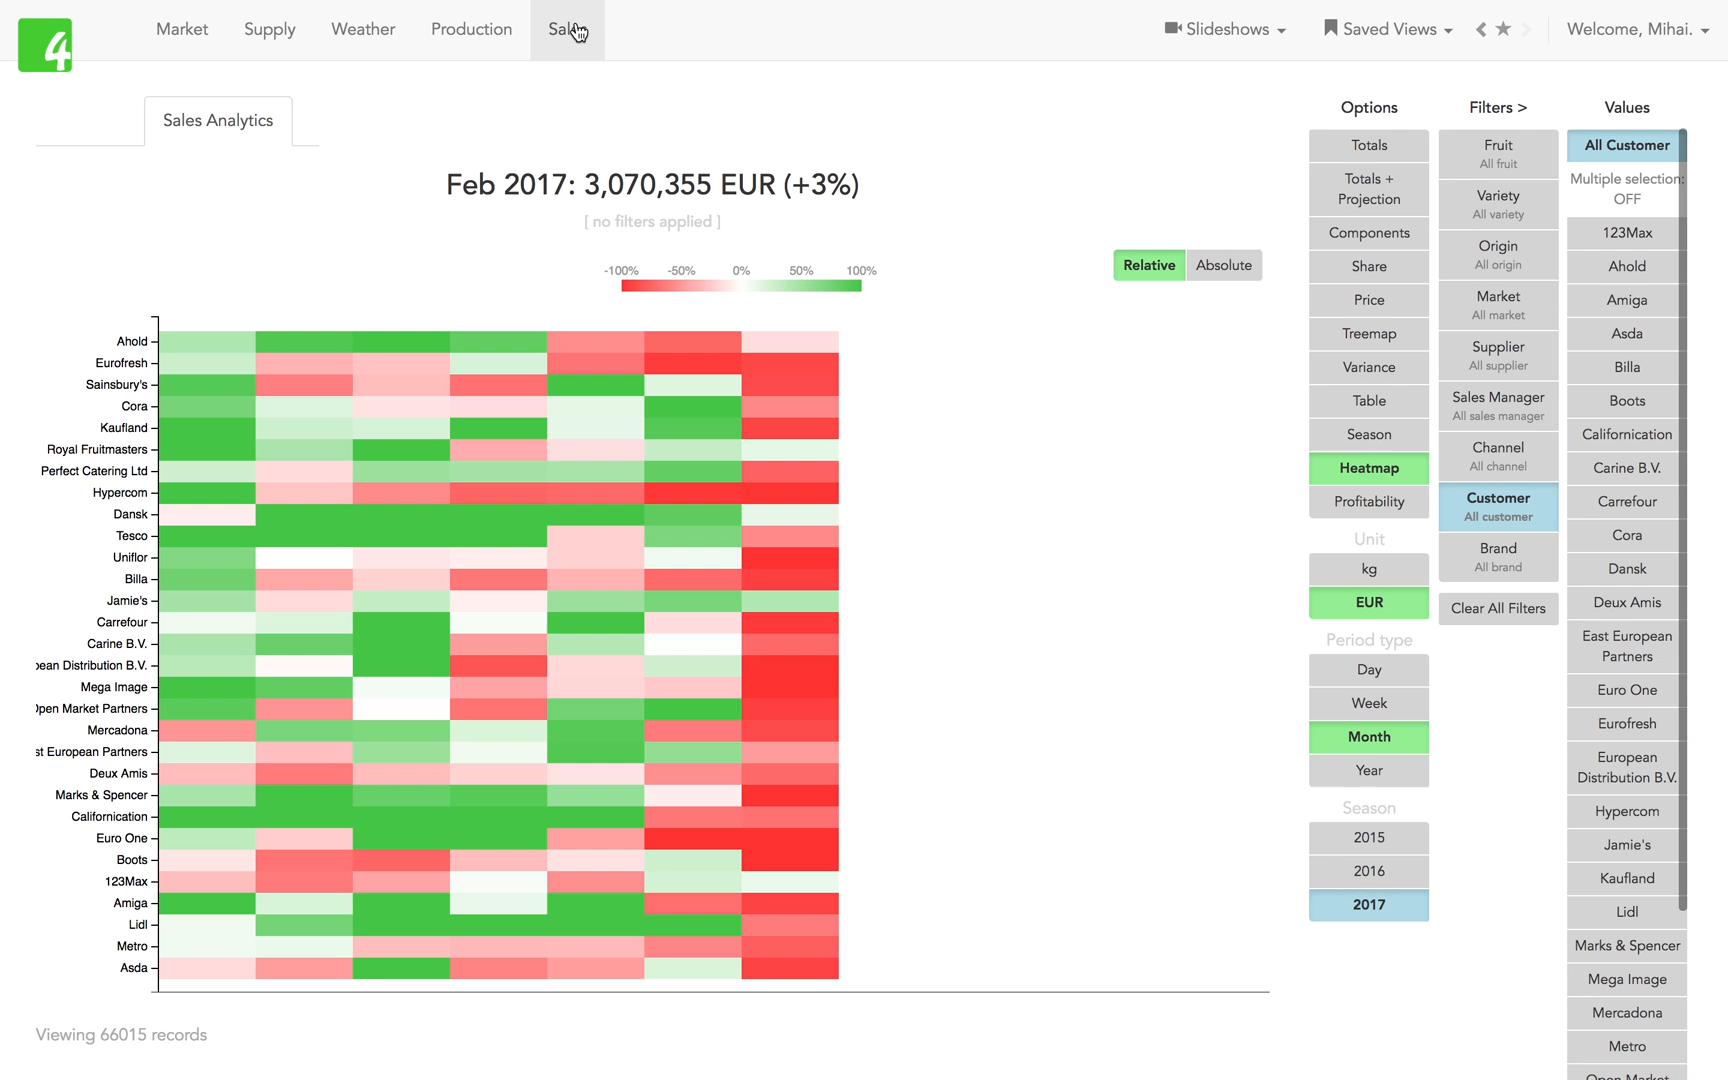 4
Market
Supply
Weather
Production
Slideshows
Saved Views
Welcome, Mihai.
Sales Analytics
Feb 2017: 3,070,355 EUR (+3%)
[ no filters applied ]
-100%
-50%
0%
50%
100%
Relative
Absolute
Ahold
Eurofresh
Sainsbury's
Cora
Kaufland
Royal Fruitmasters
Perfect Catering Ltd
Hypercom
Dansk
Tesco
Uniflor
Billa
Jamie's
Carrefour
Carine B.V.
pean Distribution B.V.
Mega Image
Open Market Partners
Mercadona
st European Partners
Deux Amis
Marks & Spencer
Californication
Euro One
Boots
123Max
Amiga
Lidl
Metro
Asda
Viewing 66015 records
Options
Totals
Totals +
Projection
Components
Share
Price
Treemap
Variance
Table
Season
Heatmap
Profitability
Unit
kg
EUR
Period type
Day
Week
Month
Year
Season
2015
2016
2017
Filters >
Fruit
All fruit
Variety
All variety
Origin
All origin
Market
All market
Supplier
All supplier
Sales Manager
All sales manager
Channel
All channel
Customer
All customer
Brand
All brand
Clear All Filters
Values
All Customer
Multiple selection:
OFF
123Max
Ahold
Amiga
Asda
Billa
Boots
Californication
Carine B.V.
Carrefour
Cora
Dansk
Deux Amis
East European
Partners
Euro One
Eurofresh
European
Distribution B.V.
Hypercom
Jamie's
Kaufland
Lidl
Marks & Spencer
Mega Image
Mercadona
Metro
Open Market